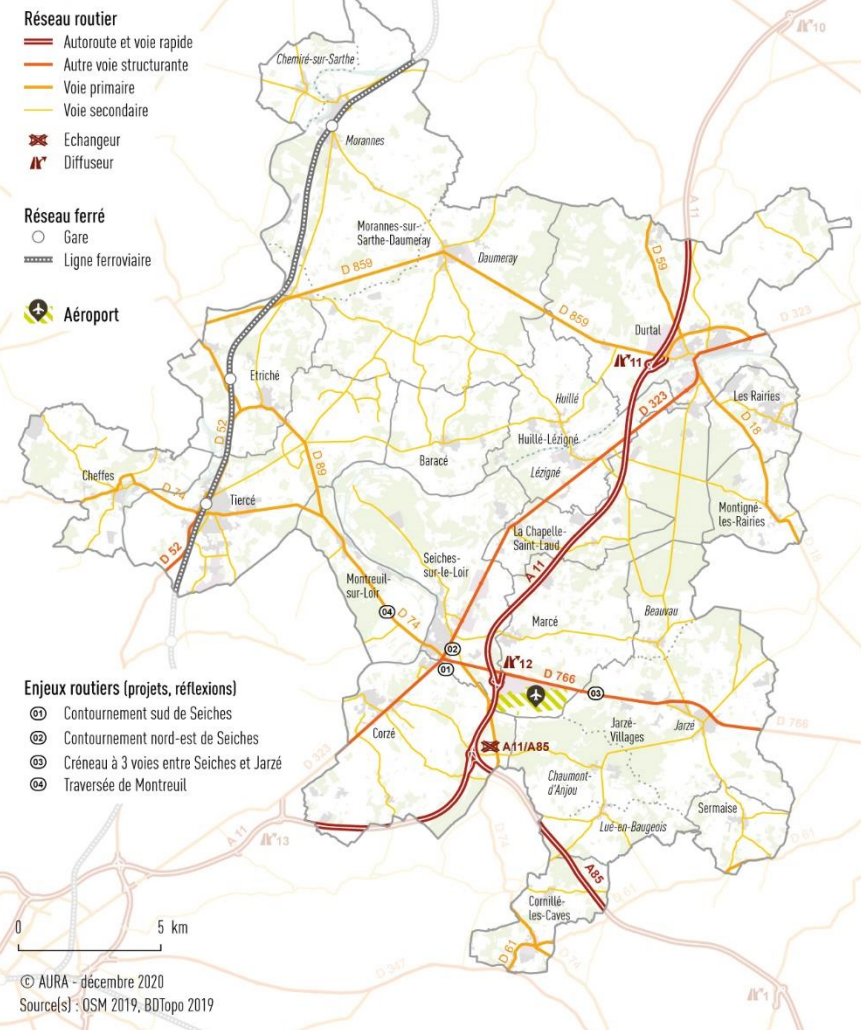 Réseau routier
Autoroute et voie rapide
Autre voie structurante
Voie primaire
Voie secondaire
Echangeur
Diffuseur
Réseau ferré
Gare
Ligne ferroviaire
Aéroport
10
Chemiré-sur-Sarthe
Morannes
Morannes-sur-
Sarthe-Daumeray
Daumeray
D 859
D 59
A 11
D 859
Durtal
D 323
11
Etriché
Huillé
D 323
Les Rairies
D 52
D 18
Huillé-Lézigné
Baracé
Lézigné
D 89
Cheffes
D 74
Tiercé
Montigné-
les-Rairies
La Chapelle-
Saint-Laud
D 18
D 52
Seiches-
sur-le-Loir
A 11
Montreuil-
sur-Loir
Beauvau
04
D 74
Marcé
02
01
12
D 766
03
Enjeux routiers (projets, réflexions)
01 Contournement sud de Seiches
02 Contournement nord-est de Seiches
03 Créneau à 3 voies entre Seiches et Jarzé
04 Traversée de Montreuil
Corzé
D 323
Jarzé-
Villages
Jarzé
D 766
A11/A85
Chaumont-
d'Anjou
Sermaise
Lué-en-Baugeois
A 11
13
D 74
D 61
A85
D 61
Cornillé-
les-Caves
D 61
D 74
D 347
1
0 5 km
© AURA - décembre 2020
Source(s) : OSM 2019, BDTopo 2019